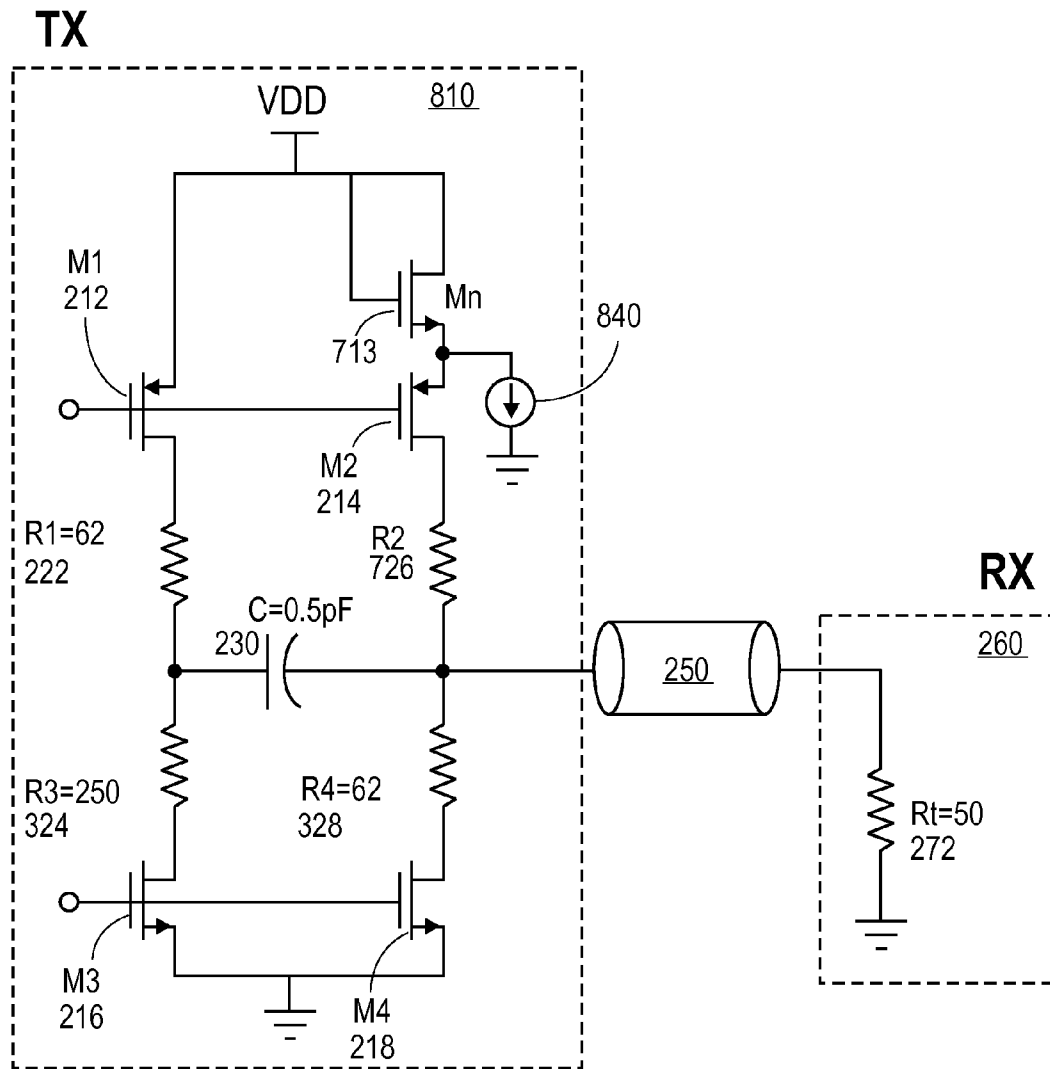 TX
VDD
810
M1
212
Mn
713
840
M2
214
R1=62
222
R2
726
C=0.5pF
230
250
RX
260
R3=250
324
R4=62
328
Rt=50
272
M3
216
M4
218